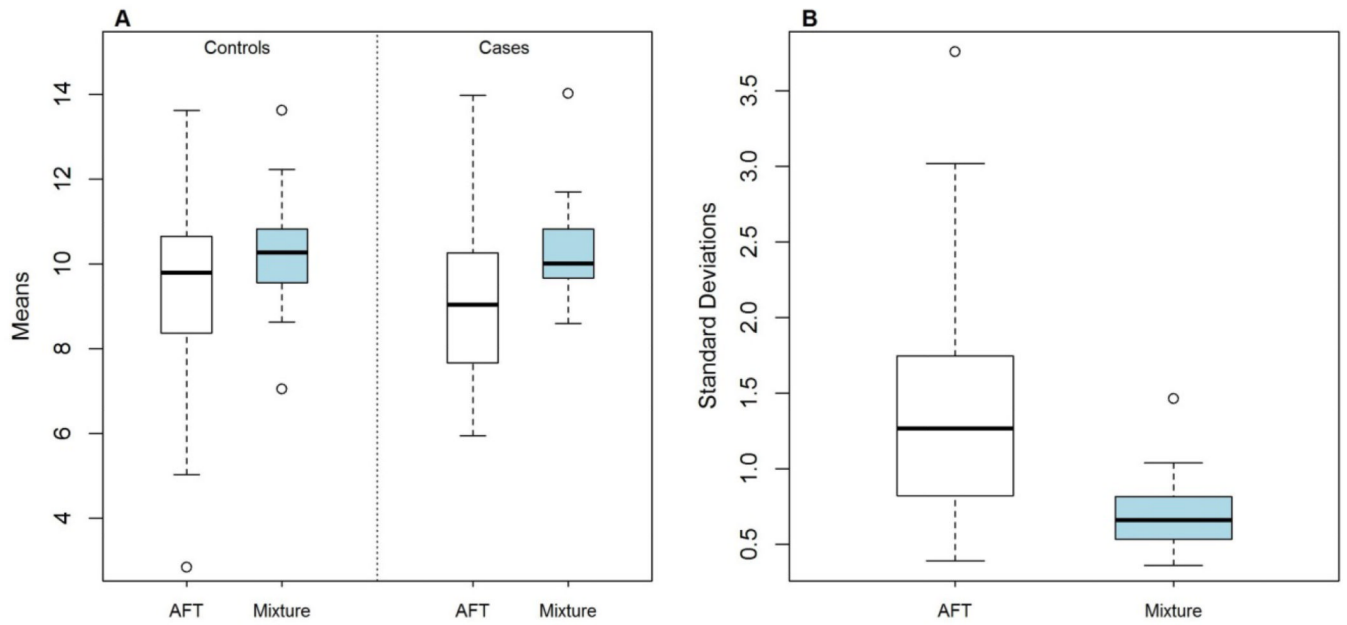 A
Controls
Cases
Means
14
12
10
8
6
4
AFT
Mixture
AFT
Mixture
B
Standard Deviations
3.5
3.0
2.5
2.0
1.5
1.0
0.5
AFT
Mixture